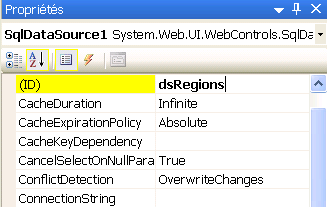 Propriétés
SqlDataSource1 System.Web.UI.WebControls.SqlDa
(ID) dsRegions
CacheDuration Infinite
CacheExpirationPolicy Absolute
CacheKeyDependency
CancelSelectOnNullPara True
ConflictDetection OverwriteChanges
ConnectionString